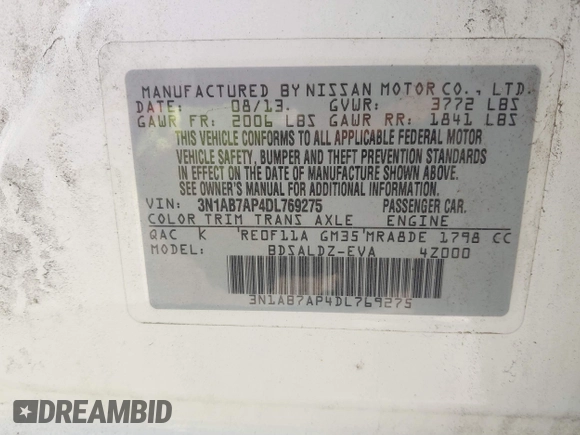 MANUFACTURED BY NISSAN MOTOR CO., LTD.
DATE: 08/13. GVWR: 3772 LBS
GAWR FR: 2006 LBS GAWR RR: 1841 LBS
THIS VEHICLE CONFORMS TO ALL APPLICABLE FEDERAL MOTOR
VEHICLE SAFETY, BUMPER AND THEFT PREVENTION STANDARDS
IN EFFECT ON THE DATE OF MANUFACTURE SHOWN ABOVE.
SEE OWNER'S MANUAL FOR ADDITIONAL INFORMATION.
VIN: 3N1AB7AP4DL769275 PASSENGER CAR.
COLOR TRIM TRANS AXLE ENGINE
QAC K RE0F11A GM35 MRA8DE 1798 CC
MODEL: BDSALDZ-EVA 4Z000
3N1AB7AP4DL769275
DREAMBID